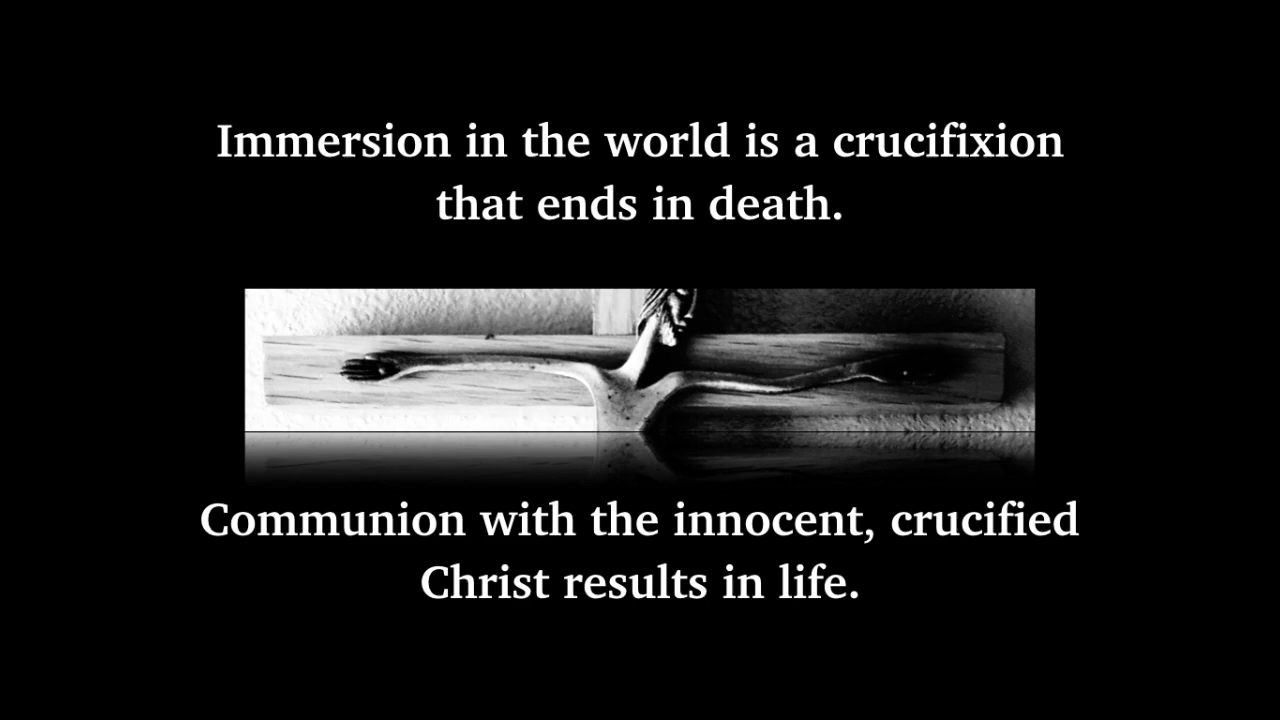 Immersion in the world is a crucifixion
that ends in death.
Communion with the innocent, crucified
Christ results in life.